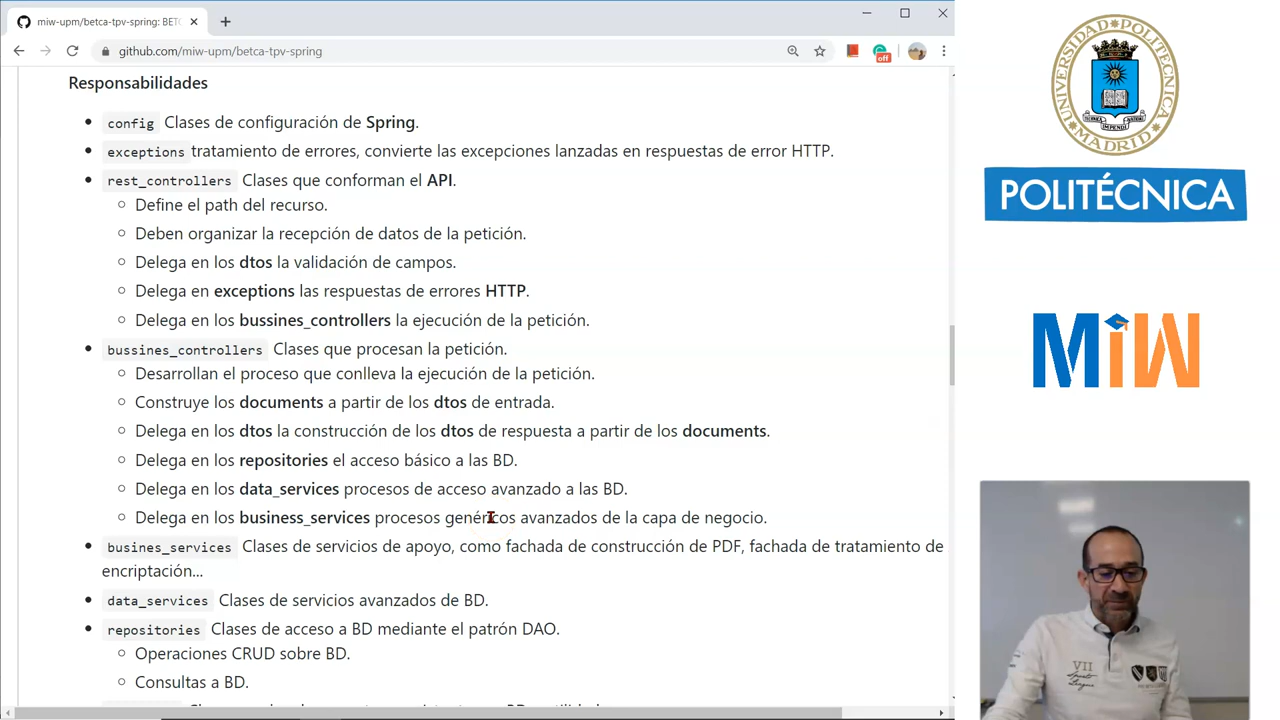 miw-upm/betca-tpv-spring: BETC
github.com/miw-upm/betca-tpv-spring
off
Responsabilidades
config Clases de configuración de Spring.
exceptions tratamiento de errores, convierte las excepciones lanzadas en respuestas de error HTTP.
rest_controllers Clases que conforman el API.
Define el path del recurso.
Deben organizar la recepción de datos de la petición.
Delega en los dtos la validación de campos.
Delega en exceptions las respuestas de errores HTTP.
Delega en los bussines_controllers la ejecución de la petición.
bussines_controllers Clases que procesan la petición.
Desarrollan el proceso que conlleva la ejecución de la petición.
Construye los documents a partir de los dtos de entrada.
Delega en los dtos la construcción de los dtos de respuesta a partir de los documents.
Delega en los repositories el acceso básico a las BD.
Delega en los data_services procesos de acceso avanzado a las BD.
Delega en los business_services procesos genéricos avanzados de la capa de negocio.
busines_services Clases de servicios de apoyo, como fachada de construcción de PDF, fachada de tratamiento de
encriptación...
data_services Clases de servicios avanzados de BD.
repositories Clases de acceso a BD mediante el patrón DAO.
Operaciones CRUD sobre BD.
Consultas a BD.
UNIVERSIDAD POLITÉCNICA
DE MADRID
POLITÉCNICA
MiW
VII